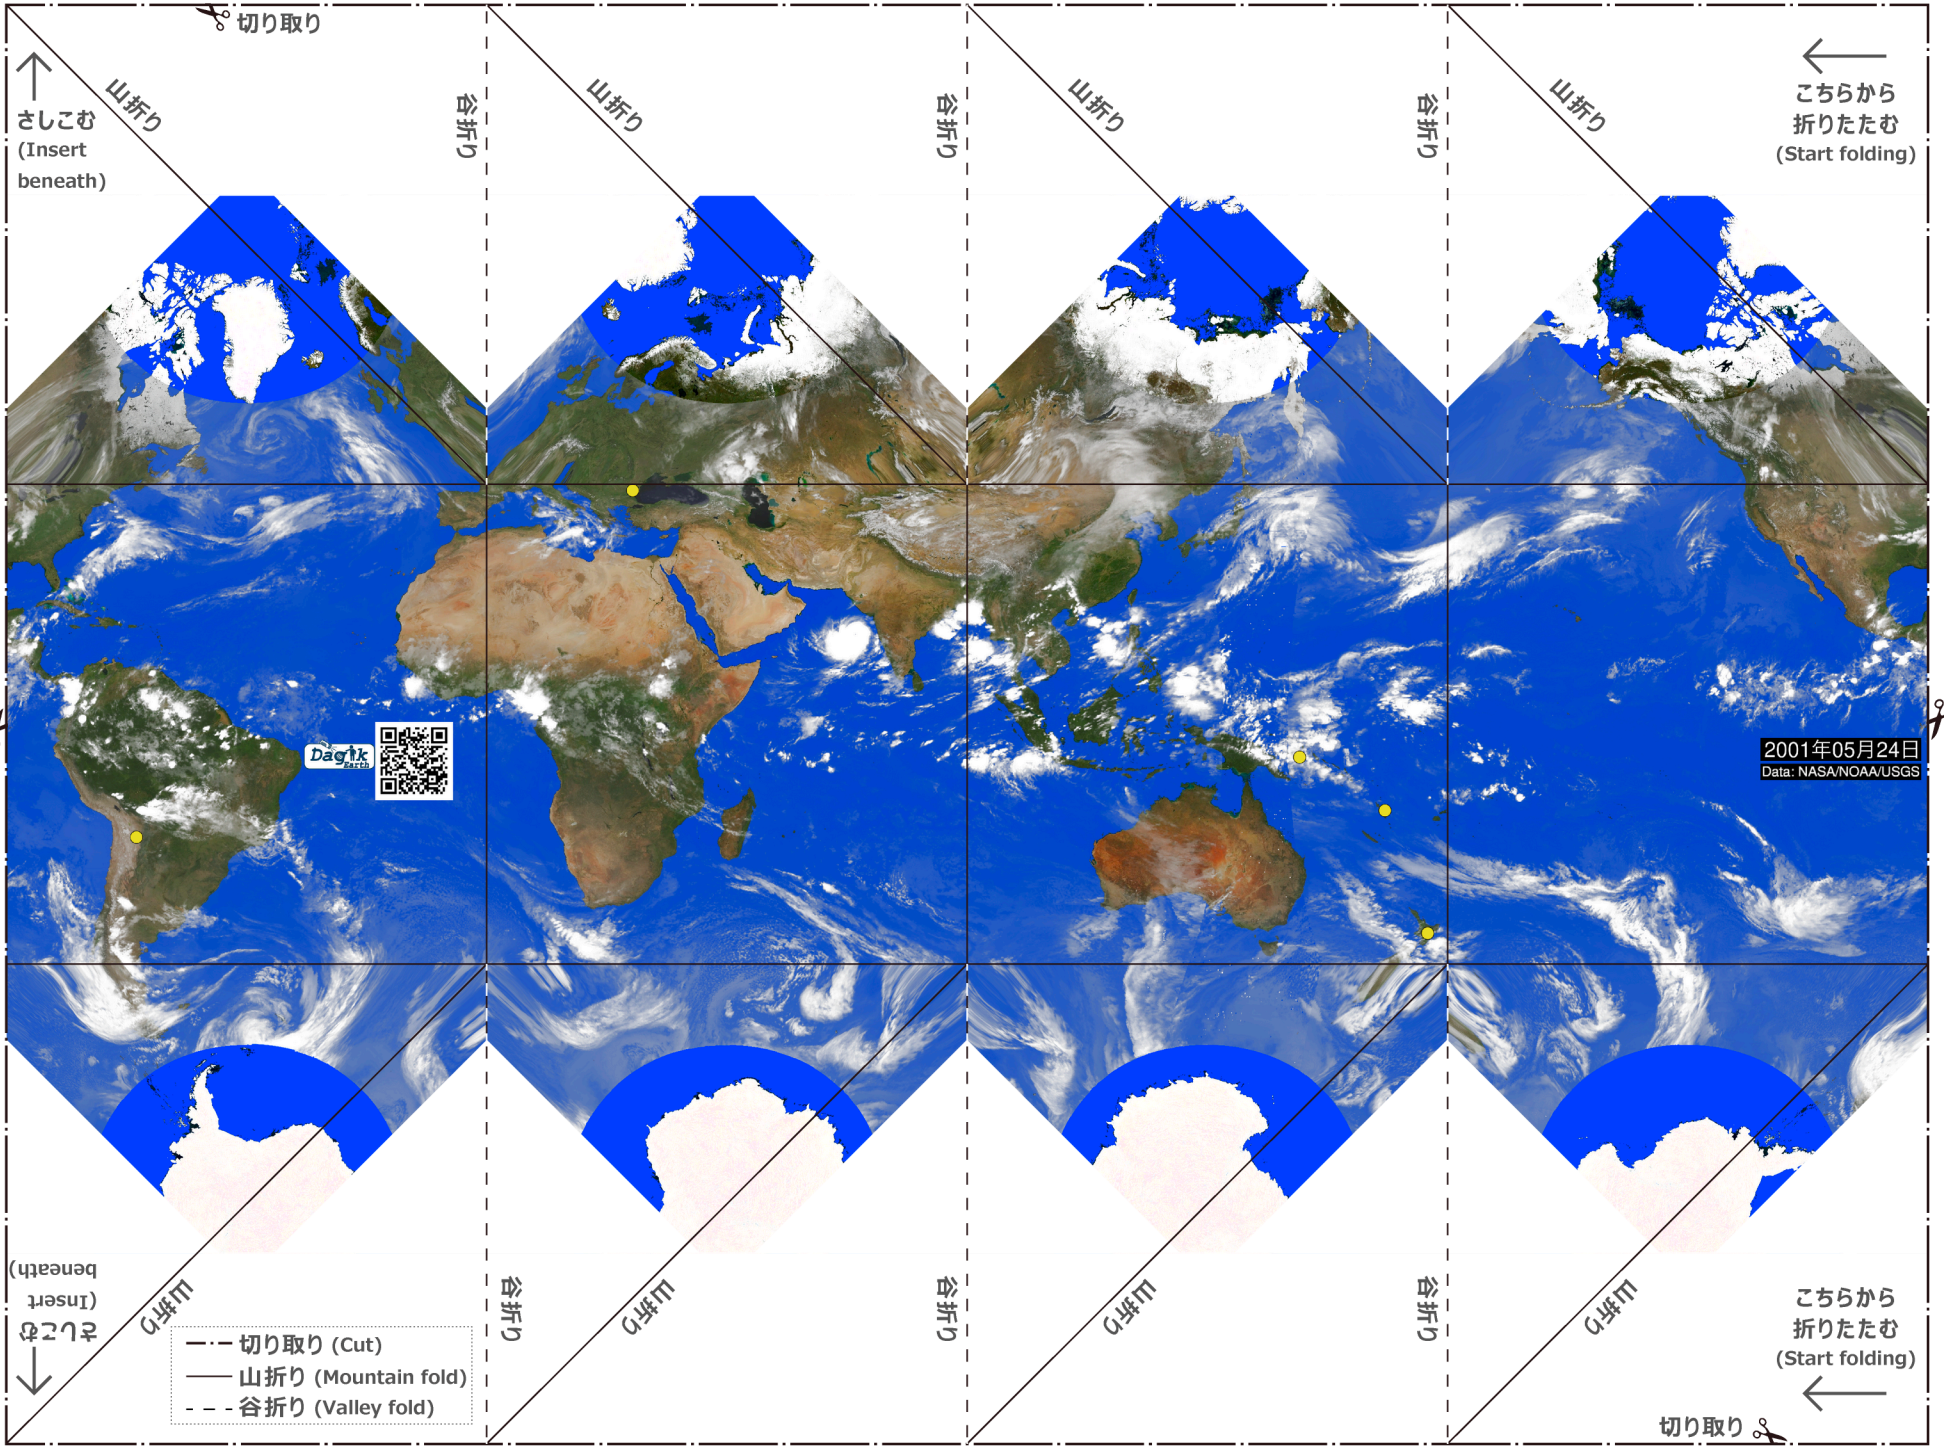 切り取り
山折り
谷折り
山折り
谷折り
山折り
谷折り
山折り
さしこむ
(Insert
beneath)
こちらから
折りたたむ
(Start folding)
Dagik
Earth
2001年05月24日
Data: NASA/NOAA/USGS
さしこむ
(Insert
beneath)
山折り
谷折り
山折り
谷折り
山折り
谷折り
山折り
こちらから
折りたたむ
(Start folding)
切り取り (Cut)
山折り (Mountain fold)
谷折り (Valley fold)
切り取り